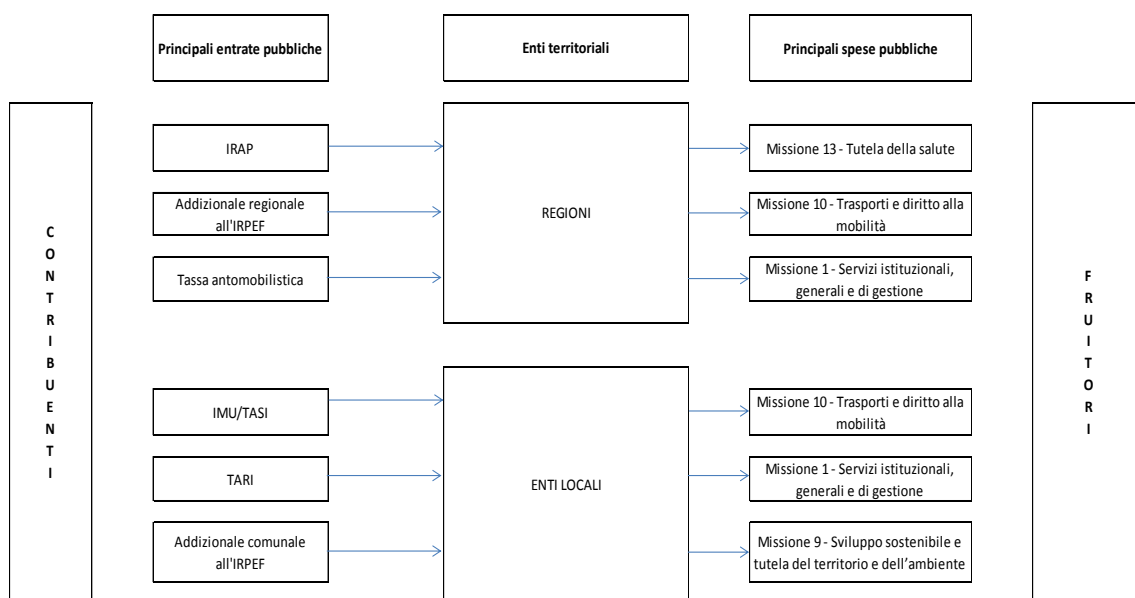 Principali entrate pubbliche
Enti territoriali
Principali spese pubbliche
C
O
N
T
R
I
B
U
E
N
T
I
IRAP
Addizionale regionale
all'IRPEF
Tassa antomobilistica
REGIONI
Missione 13 - Tutela della salute
Missione 10 - Trasporti e diritto alla
mobilità
Missione 1 - Servizi istituzionali,
generali e di gestione
IMU/TASI
TARI
Addizionale comunale
all'IRPEF
ENTI LOCALI
Missione 10 - Trasporti e diritto alla
mobilità
Missione 1 - Servizi istituzionali,
generali e di gestione
Missione 9 - Sviluppo sostenibile e
tutela del territorio e dell’ambiente
F
R
U
I
T
O
R
I